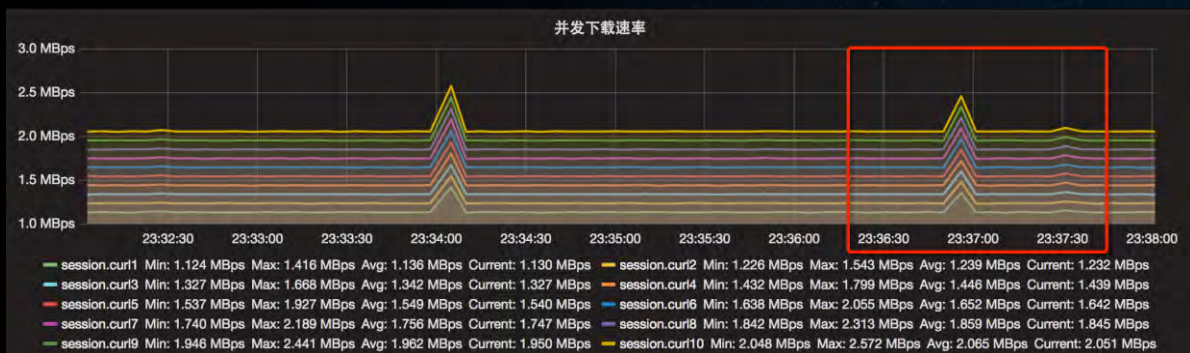 并发下载速率
3.0 MBps
2.5 MBps
2.0 MBps
1.5 MBps
1.0 MBps
23:32:30 23:33:00 23:33:30 23:34:00 23:34:30 23:35:00 23:35:30 23:36:00 23:36:30 23:37:00 23:37:30 23:38:00
session.curl1 Min: 1.124 MBps Max: 1.416 MBps Avg: 1.136 MBps Current: 1.130 MBps session.curl2 Min: 1.226 MBps Max: 1.543 MBps Avg: 1.239 MBps Current: 1.232 MBps
session.curl3 Min: 1.327 MBps Max: 1.668 MBps Avg: 1.342 MBps Current: 1.327 MBps session.curl4 Min: 1.432 MBps Max: 1.799 MBps Avg: 1.446 MBps Current: 1.439 MBps
session.curl5 Min: 1.537 MBps Max: 1.927 MBps Avg: 1.549 MBps Current: 1.540 MBps session.curl6 Min: 1.638 MBps Max: 2.055 MBps Avg: 1.652 MBps Current: 1.642 MBps
session.curl7 Min: 1.740 MBps Max: 2.189 MBps Avg: 1.756 MBps Current: 1.747 MBps session.curl8 Min: 1.842 MBps Max: 2.313 MBps Avg: 1.859 MBps Current: 1.845 MBps
session.curl9 Min: 1.946 MBps Max: 2.441 MBps Avg: 1.962 MBps Current: 1.950 MBps session.curl10 Min: 2.048 MBps Max: 2.572 MBps Avg: 2.065 MBps Current: 2.051 MBps